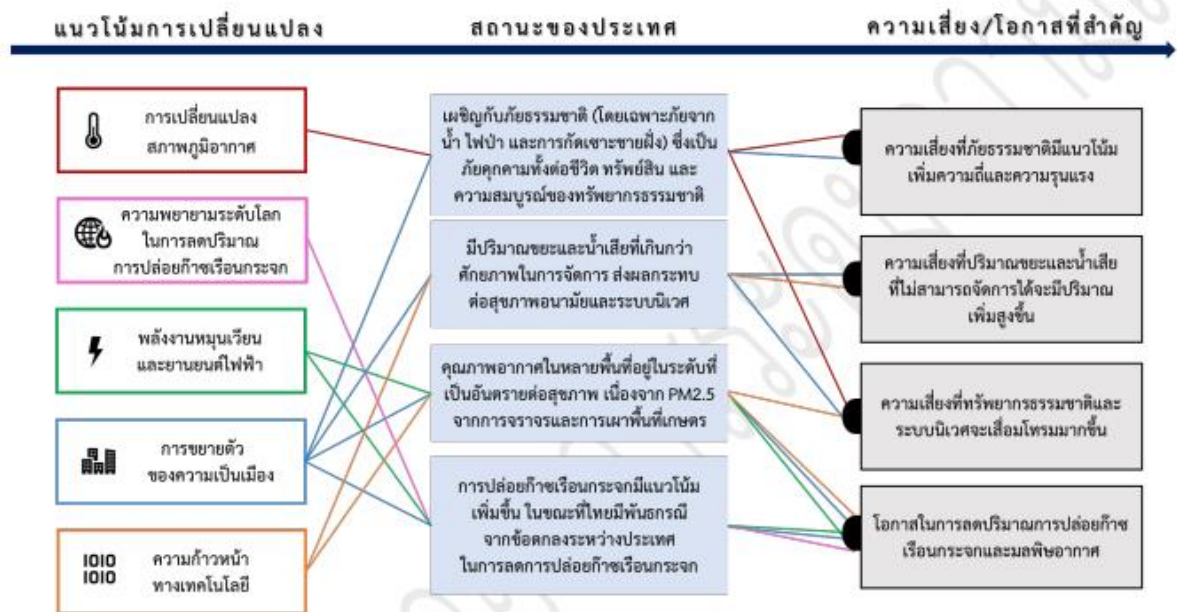 แนวโน้มการเปลี่ยนแปลง
สถานะของประเทศ
ความเสี่ยง/โอกาสที่สำคัญ
การเปลี่ยนแปลง
สภาพภูมิอากาศ
ความพยายามระดับโลก
ในการลดปริมาณ
การปล่อยก๊าซเรือนกระจก
พลังงานหมุนเวียน
และยานยนต์ไฟฟ้า
การขยายตัว
ของความเป็นเมือง
1010
1010
ความก้าวหน้า
ทางเทคโนโลยี
เผชิญกับภัยธรรมชาติ (โดยเฉพาะภัยจาก
น้ำ ไฟป่า และการกัดเซาะชายฝั่ง) ซึ่งเป็น
ภัยคุกคามทั้งต่อชีวิต ทรัพย์สิน และ
ความสมบูรณ์ของทรัพยากรธรรมชาติ
มีปริมาณขยะและน้ำเสียที่เกินกว่า
ศักยภาพในการจัดการ ส่งผลกระทบ
ต่อสุขภาพอนามัยและระบบนิเวศ
คุณภาพอากาศในหลายพื้นที่อยู่ในระดับที่
เป็นอันตรายต่อสุขภาพ เนื่องจาก PM2.5
จากการจราจรและการเผาพื้นที่เกษตร
การปล่อยก๊าซเรือนกระจกมีแนวโน้ม
เพิ่มขึ้น ในขณะที่ไทยมีพันธกรณี
จากข้อตกลงระหว่างประเทศ
ในการลดการปล่อยก๊าซเรือนกระจก
ความเสี่ยงที่ภัยธรรมชาติมีแนวโน้ม
เพิ่มความถี่และความรุนแรง
ความเสี่ยงที่ปริมาณขยะและน้ำเสีย
ที่ไม่สามารถจัดการได้จะมีปริมาณ
เพิ่มสูงขึ้น
ความเสี่ยงที่ทรัพยากรธรรมชาติและ
ระบบนิเวศจะเสื่อมโทรมมากขึ้น
โอกาสในการลดปริมาณการปล่อยก๊าซ
เรือนกระจกและมลพิษอากาศ